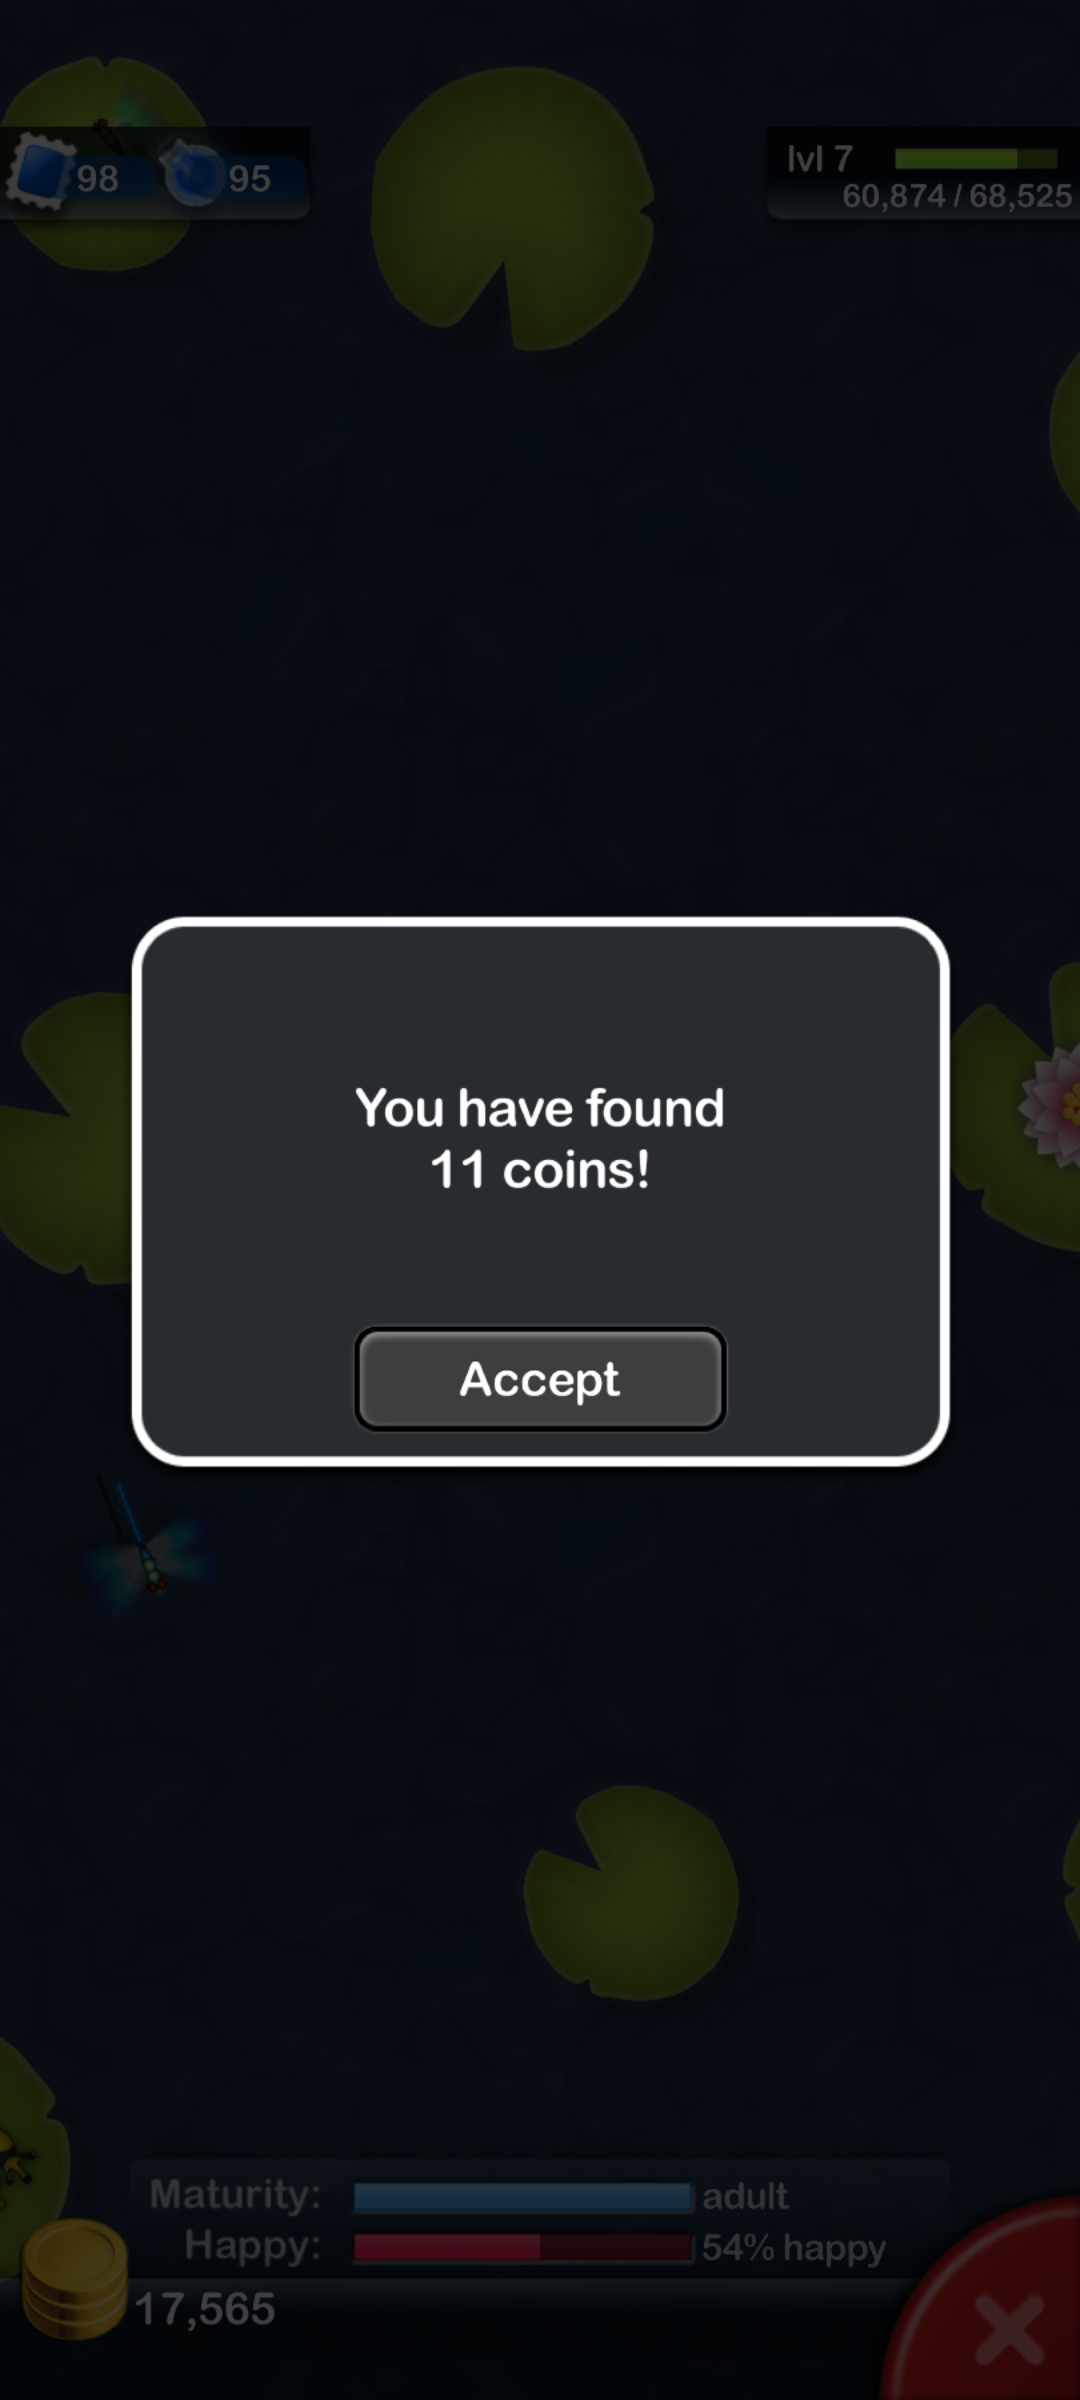 98 95
lvl 7
60,874 / 68,525
You have found
11 coins!
Accept
Maturity: adult
Happy: 54% happy
17,565